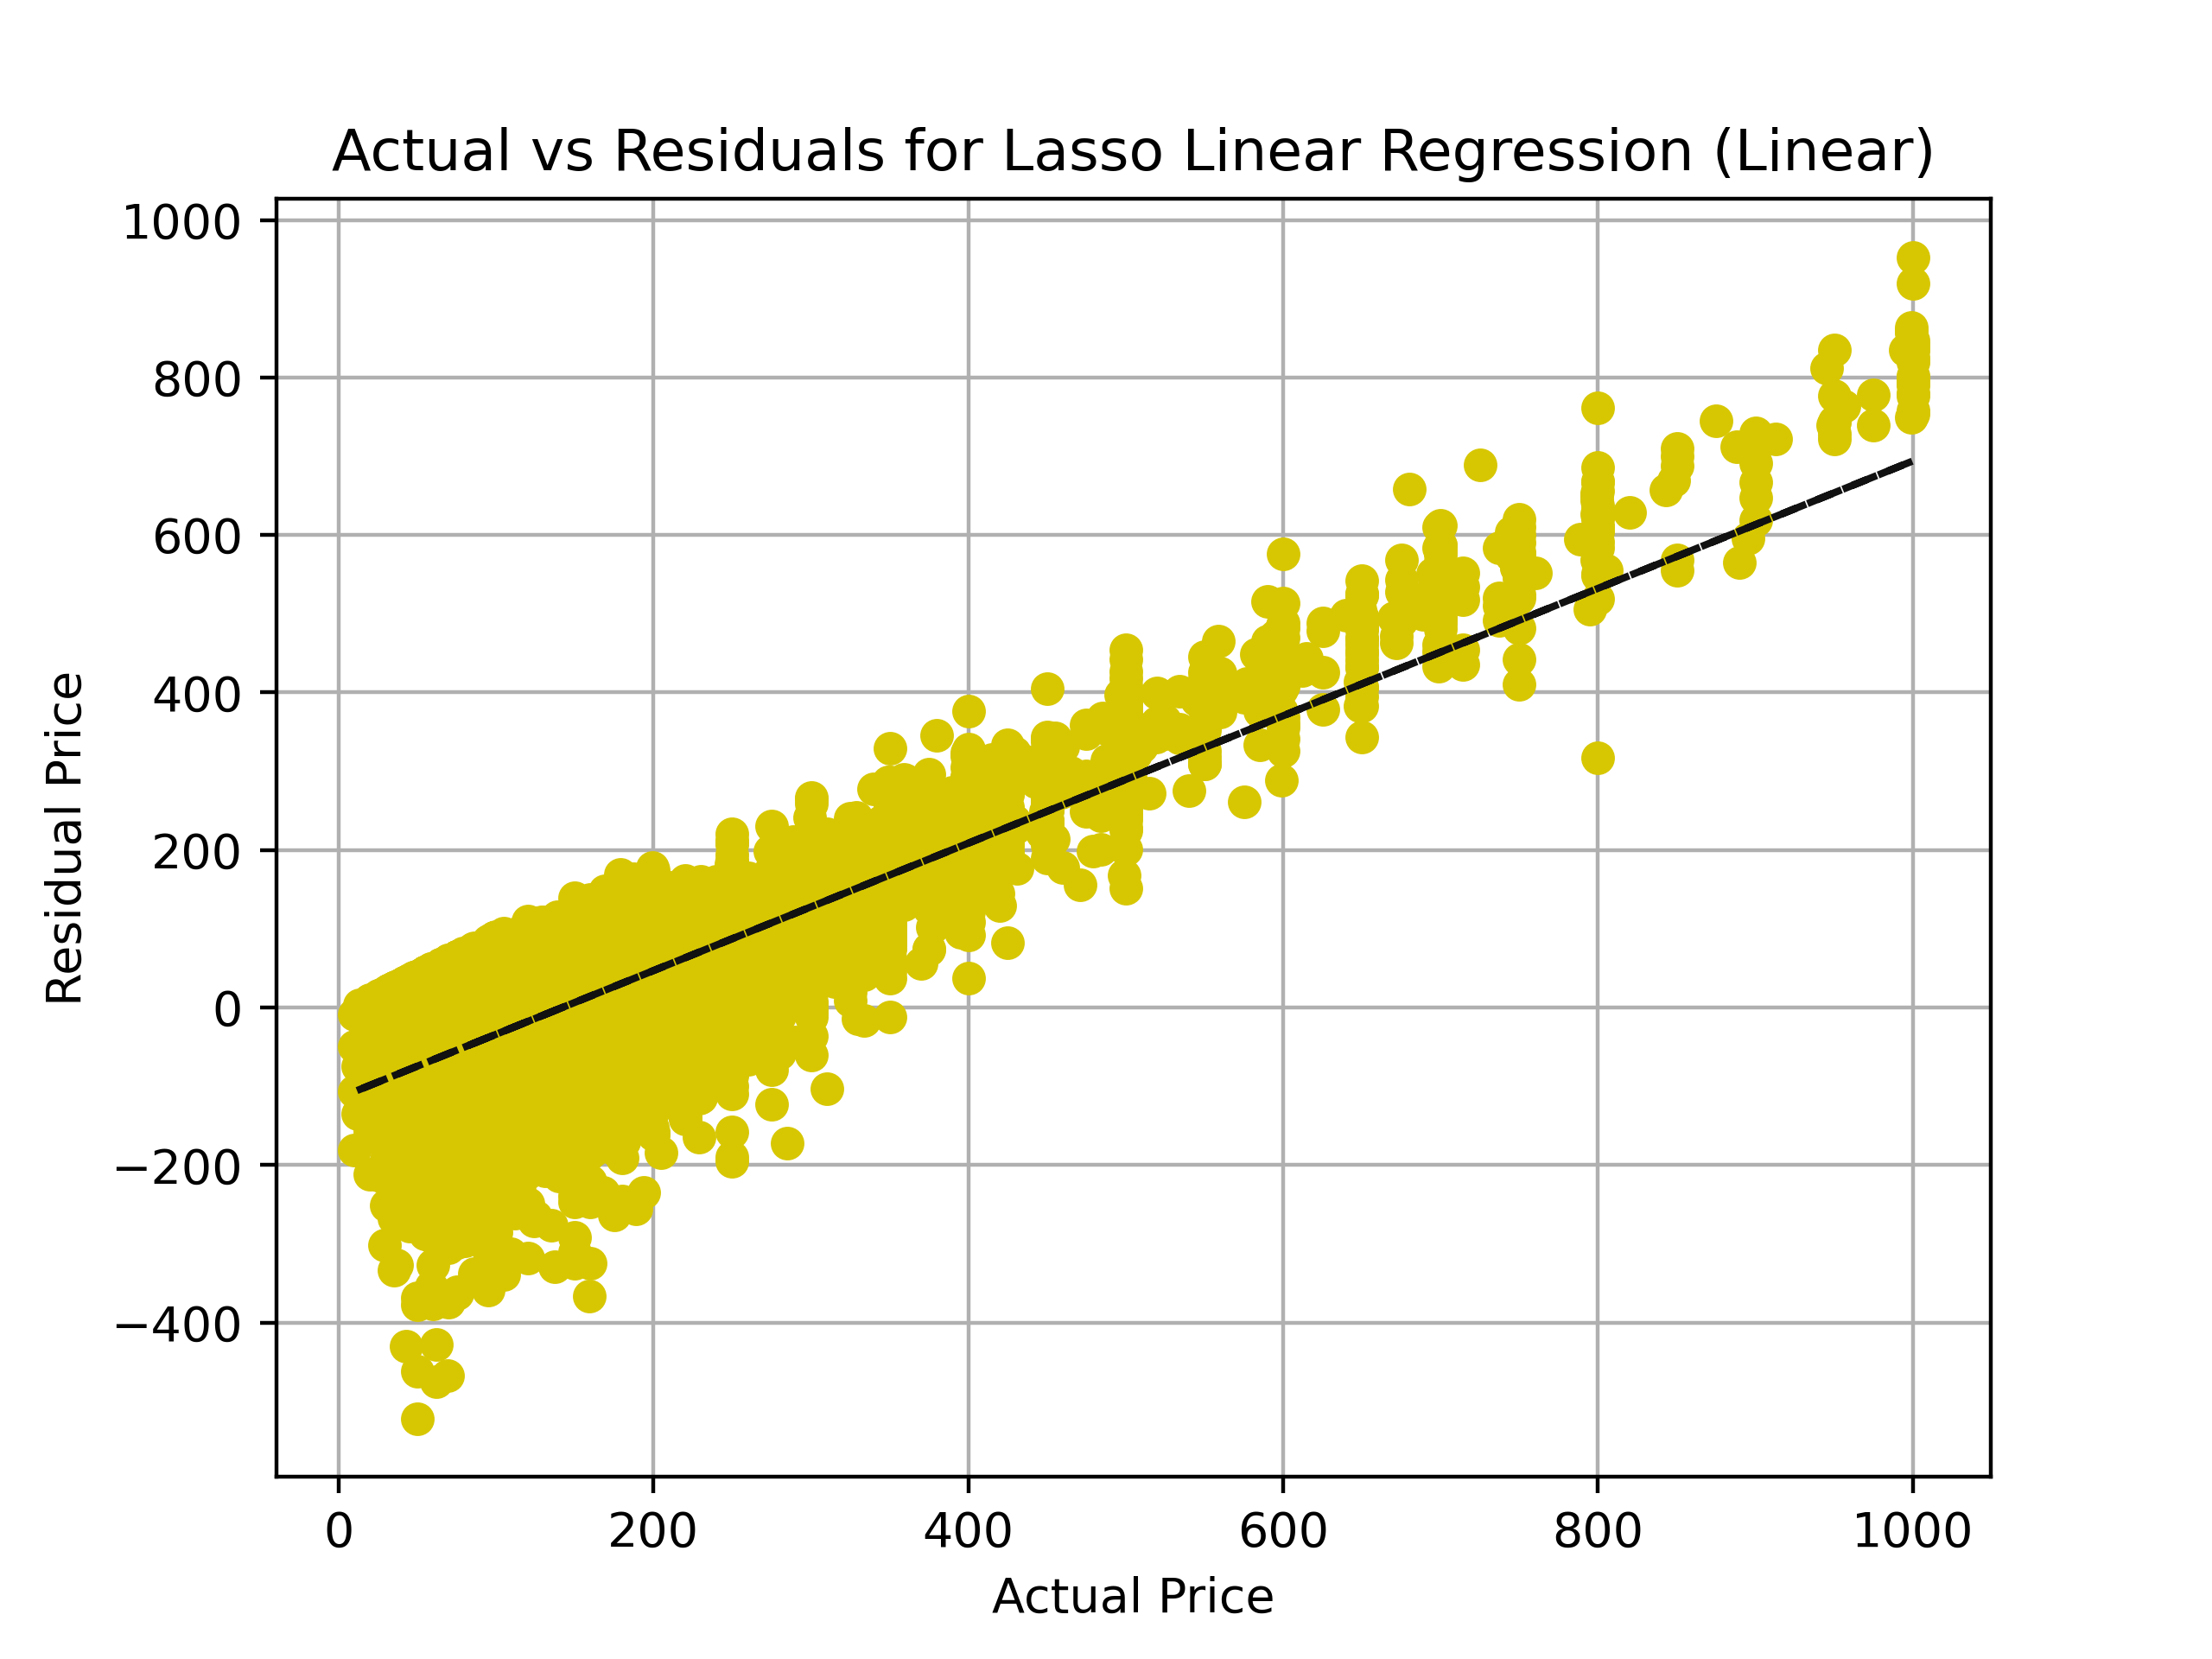 Actual vs Residuals for Lasso Linear Regression (Linear)
1000
800
600
400
200
0
−200
−400
Residual Price
0 200 400 600 800 1000
Actual Price